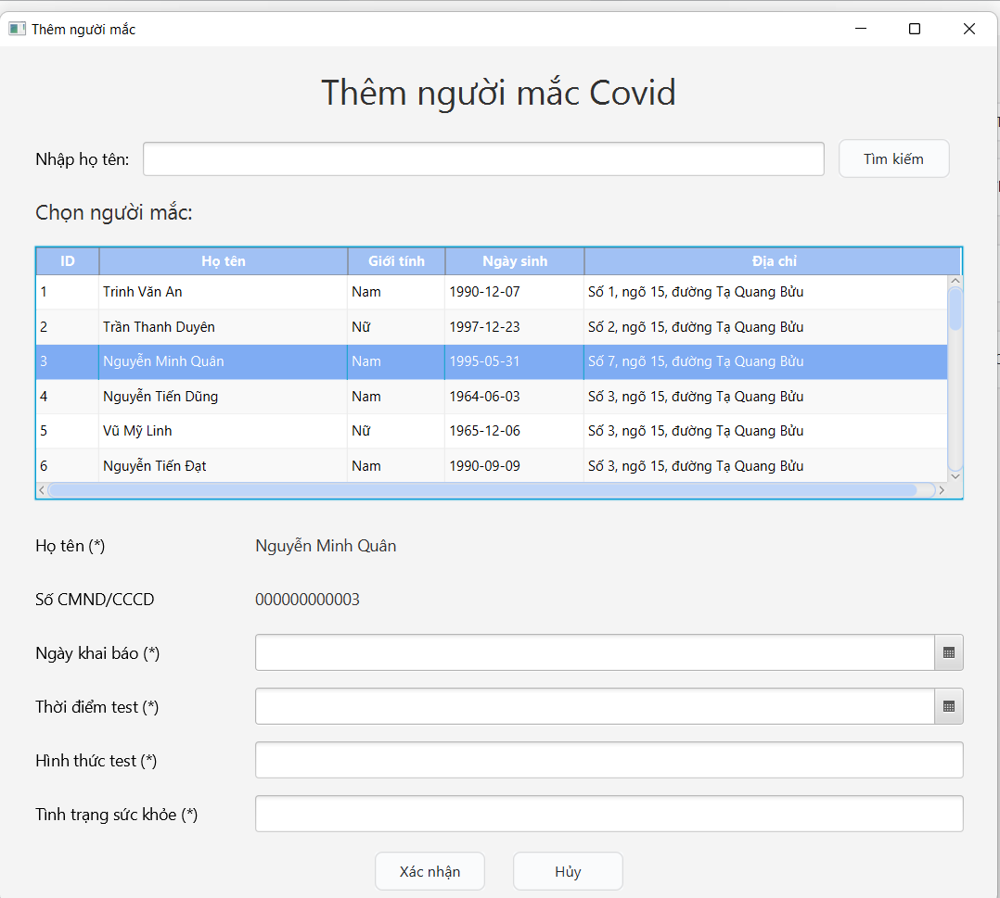 Thêm người mắc
Thêm người mắc Covid
Nhập họ tên: Tìm kiếm
Chọn người mắc:
ID Họ tên Giới tính Ngày sinh Địa chỉ
1 Trinh Văn An Nam 1990-12-07 Số 1, ngõ 15, đường Tạ Quang Bửu
2 Trần Thanh Duyên Nữ 1997-12-23 Số 2, ngõ 15, đường Tạ Quang Bửu
3 Nguyễn Minh Quân Nam 1995-05-31 Số 7, ngõ 15, đường Tạ Quang Bửu
4 Nguyễn Tiến Dũng Nam 1964-06-03 Số 3, ngõ 15, đường Tạ Quang Bửu
5 Vũ Mỹ Linh Nữ 1965-12-06 Số 3, ngõ 15, đường Tạ Quang Bửu
6 Nguyễn Tiến Đạt Nam 1990-09-09 Số 3, ngõ 15, đường Tạ Quang Bửu
Họ tên (*) Nguyễn Minh Quân
Số CMND/CCCD 000000000003
Ngày khai báo (*)
Thời điểm test (*)
Hình thức test (*)
Tình trạng sức khỏe (*)
Xác nhận Hủy